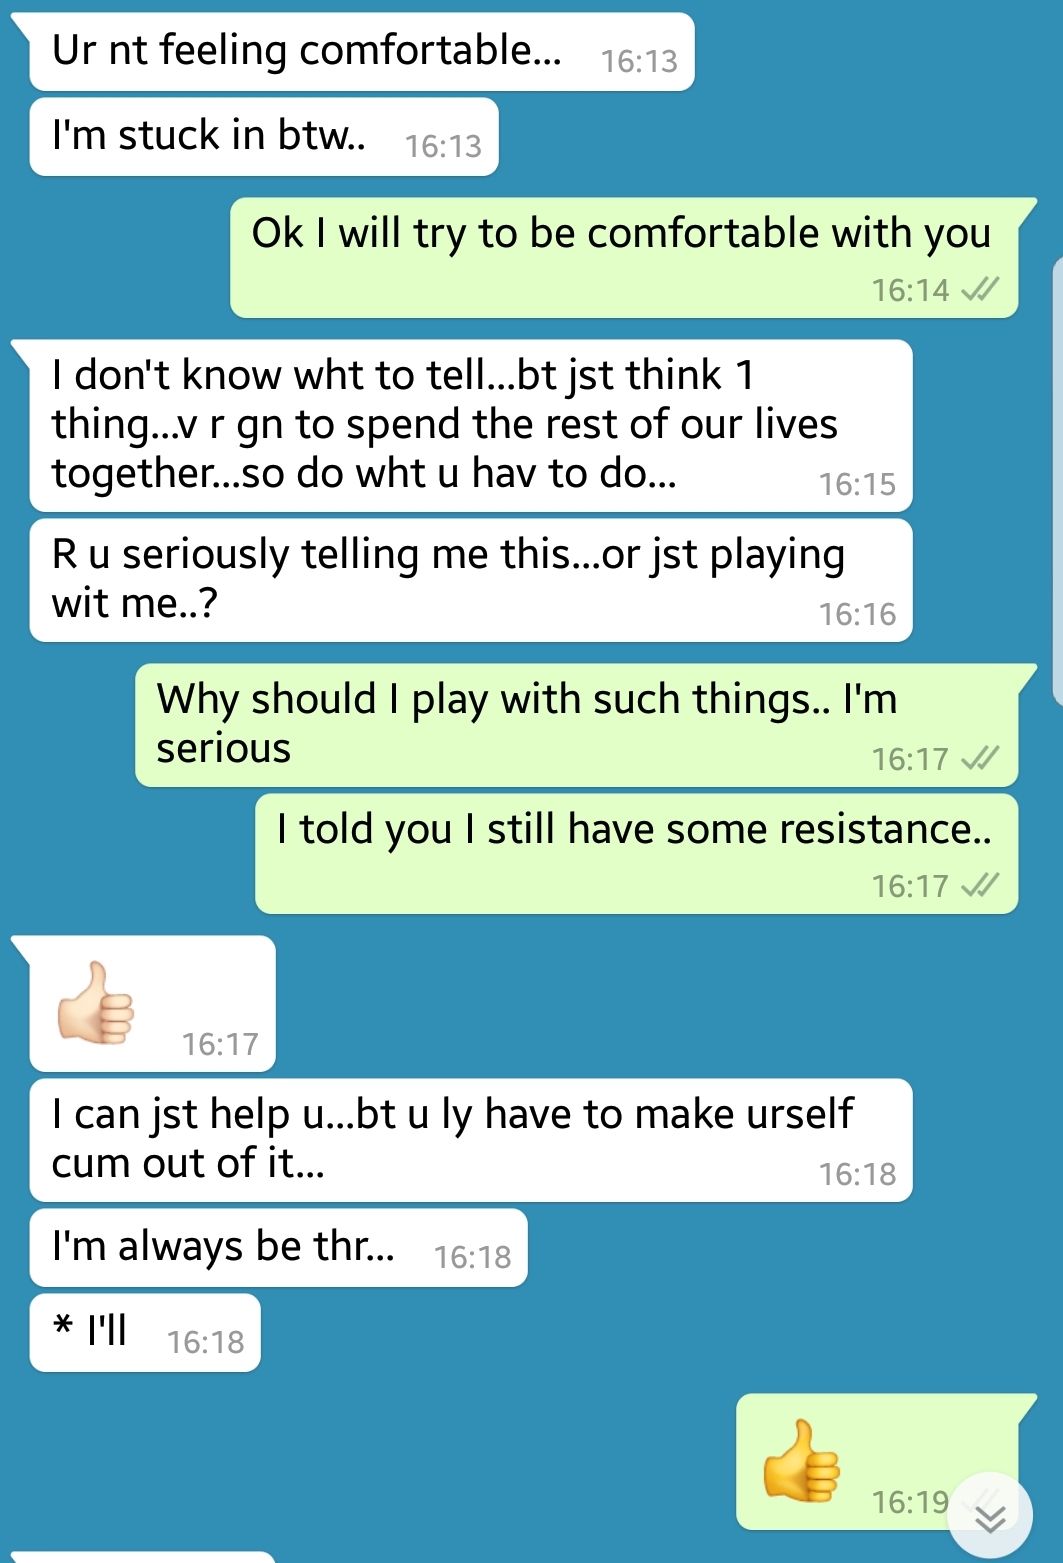 Ur nt feeling comfortable...
16:13
I'm stuck in btw..
16:13
Ok I will try to be comfortable with you
16:14
I don't know wht to tell...bt jst think 1
thing...v r gn to spend the rest of our lives
together...so do wht u hav to do...
16:15
R u seriously telling me this...or jst playing
wit me..?
16:16
Why should I play with such things.. I'm
serious
16:17
I told you I still have some resistance..
16:17
👍🏻
16:17
I can jst help u...bt u ly have to make urself
cum out of it...
16:18
I'm always be thr...
16:18
* I'll
16:18
👍
16:19